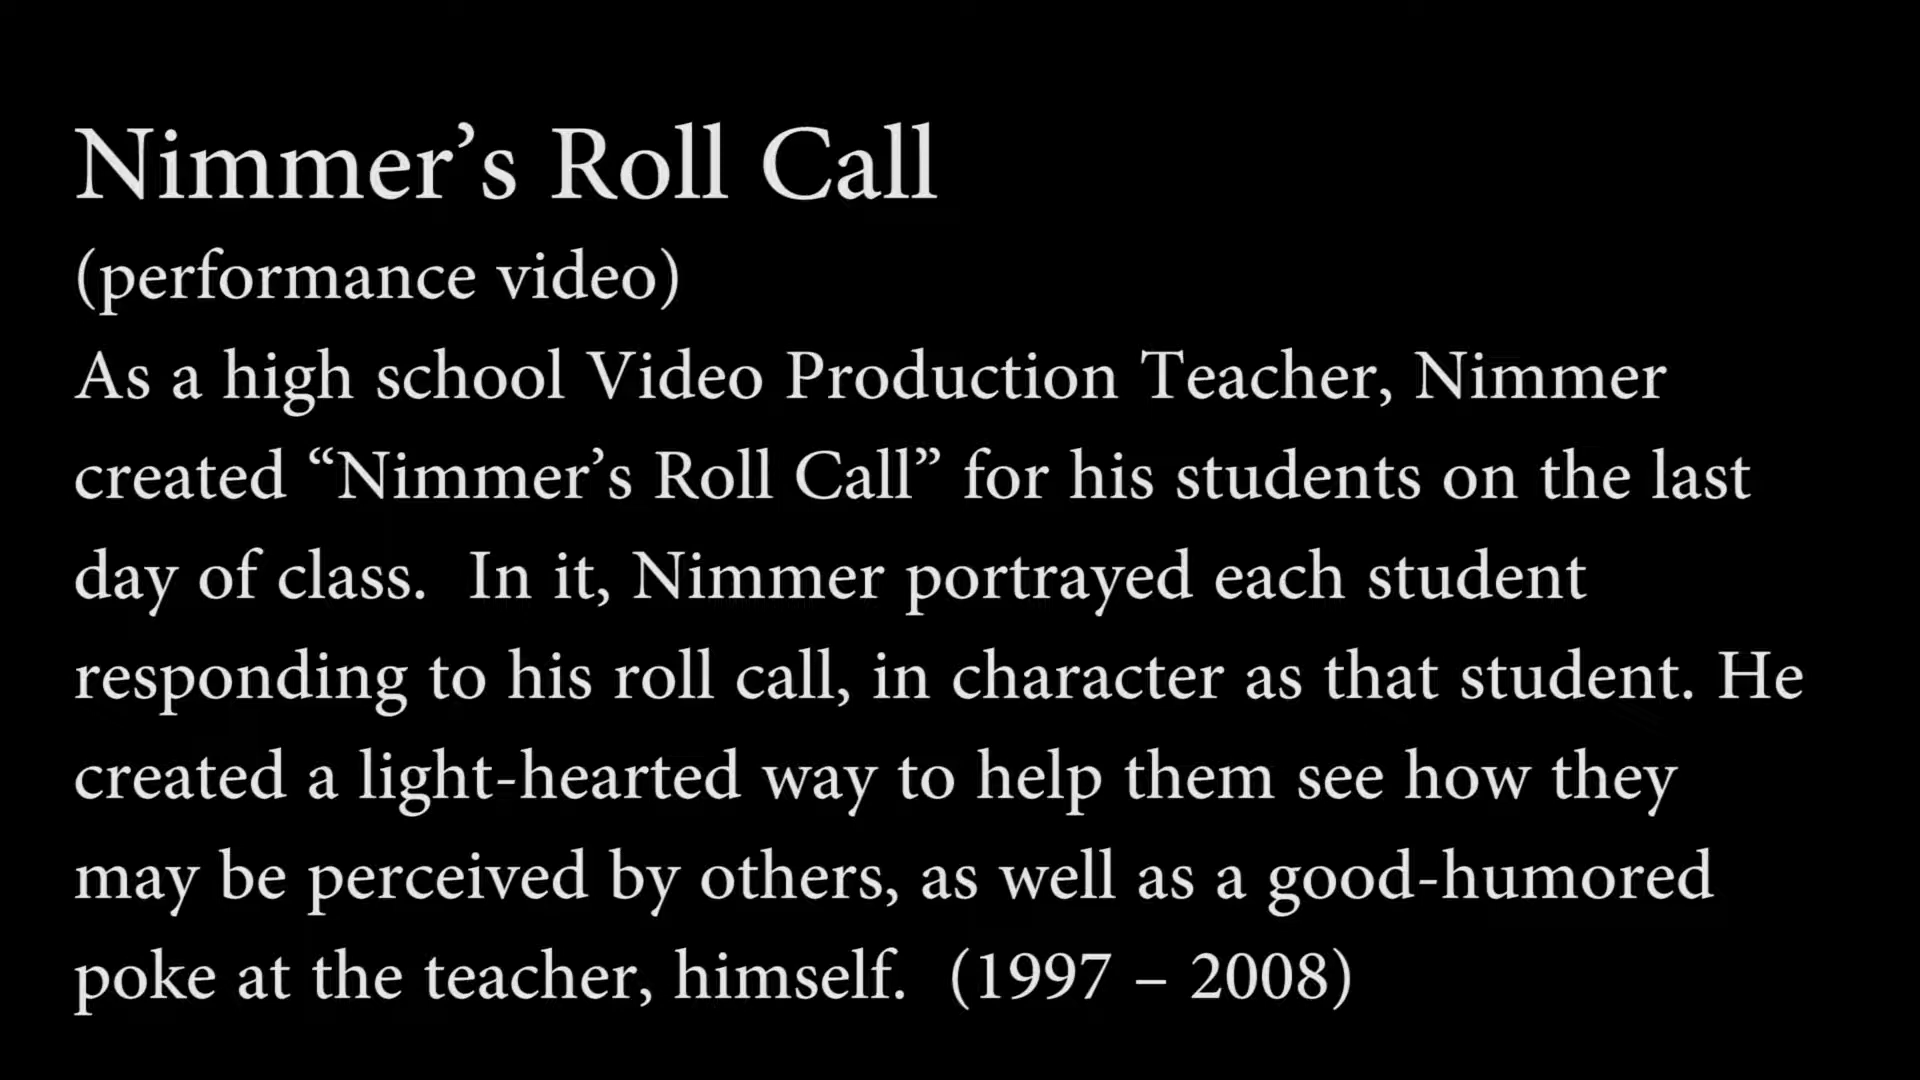 Nimmer’s Roll Call
(performance video)
As a high school Video Production Teacher, Nimmer
created “Nimmer’s Roll Call” for his students on the last
day of class.  In it, Nimmer portrayed each student
responding to his roll call, in character as that student. He
created a light-hearted way to help them see how they
may be perceived by others, as well as a good-humored
poke at the teacher, himself.  (1997 – 2008)